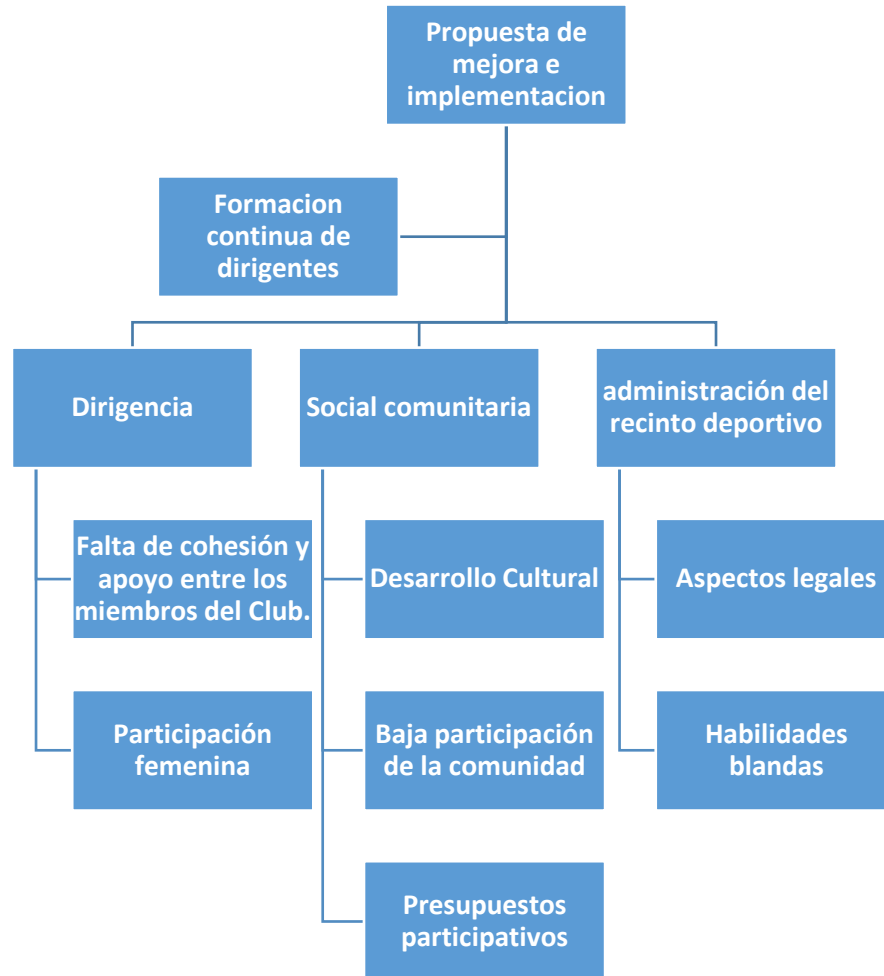 Propuesta de
mejora e
implementacion
Formacion
continua de
dirigentes
Dirigencia
Social comunitaria
administración del
recinto deportivo
Falta de cohesión y
apoyo entre los
miembros del Club.
Desarrollo Cultural
Aspectos legales
Participación
femenina
Baja participación
de la comunidad
Habilidades
blandas
Presupuestos
participativos